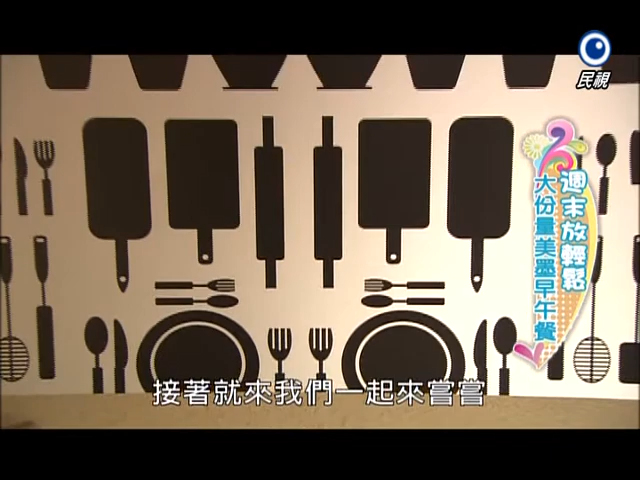 民視
週末放輕鬆
大份量美墨早午餐
接著就來我們一起來嚐嚐